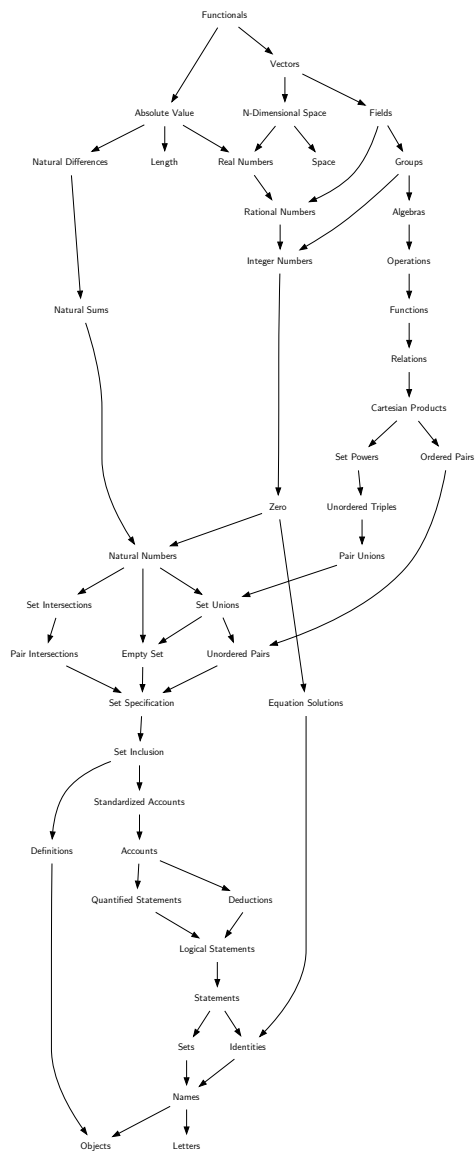 Functionals
Vectors
Absolute Value
N-Dimensional Space
Fields
Natural Differences
Length
Real Numbers
Space
Groups
Rational Numbers
Algebras
Integer Numbers
Operations
Natural Sums
Functions
Relations
Cartesian Products
Set Powers
Ordered Pairs
Zero
Unordered Triples
Natural Numbers
Pair Unions
Set Intersections
Set Unions
Pair Intersections
Empty Set
Unordered Pairs
Set Specification
Equation Solutions
Set Inclusion
Standardized Accounts
Definitions
Accounts
Quantified Statements
Deductions
Logical Statements
Statements
Sets
Identities
Names
Objects
Letters